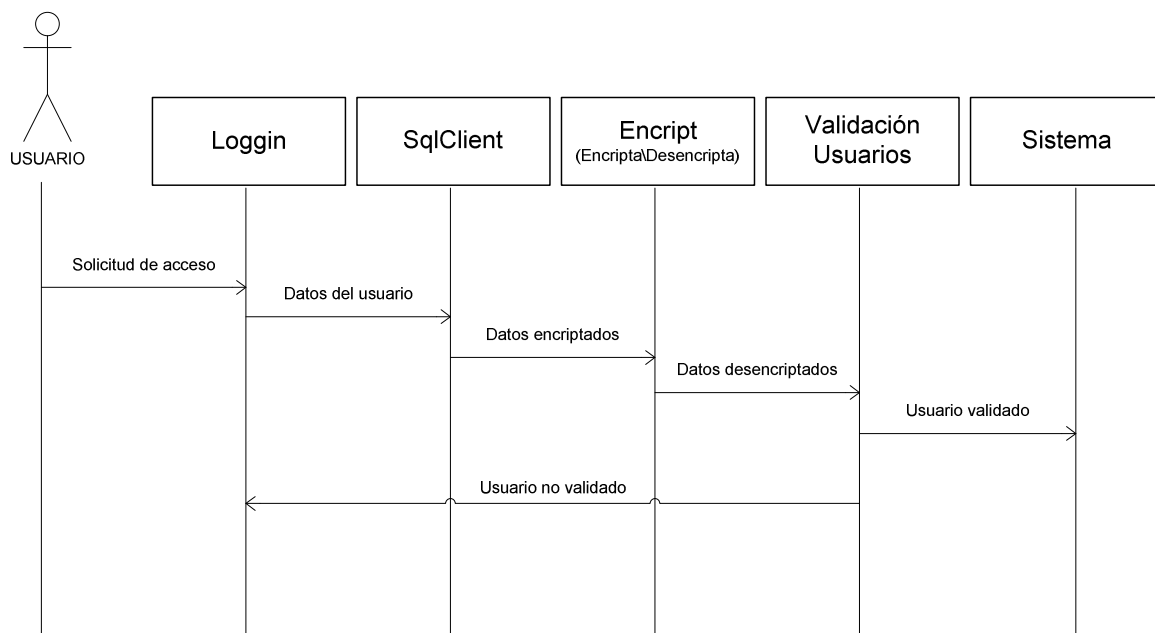 USUARIO
Loggin
SqlClient
Encript
(Encripta\Desencripta)
Validación
Usuarios
Sistema
Solicitud de acceso
Datos del usuario
Datos encriptados
Datos desencriptados
Usuario validado
Usuario no validado